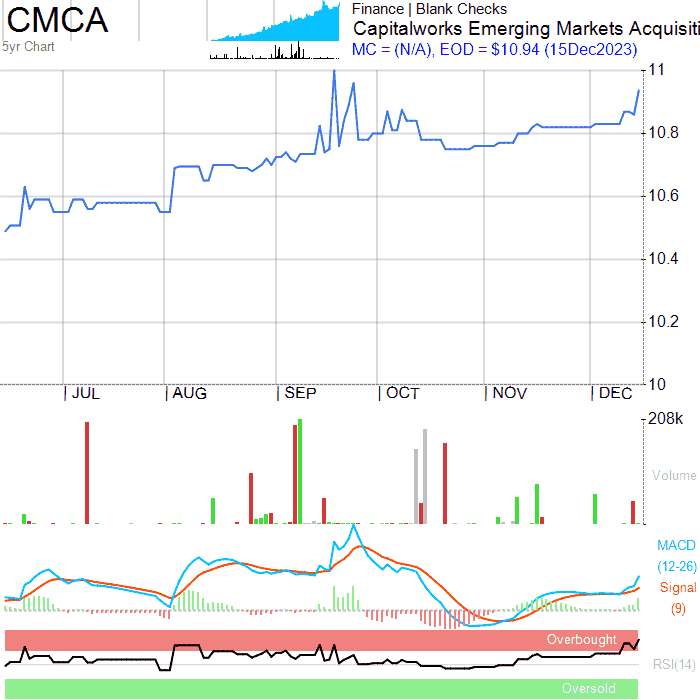 CMCA
5yr Chart
Finance | Blank Checks
Capitalworks Emerging Markets Acquisiti
MC = (N/A), EOD = $10.94 (15Dec2023)
11
10.8
10.6
10.4
10.2
10
JUL AUG SEP OCT NOV DEC
208k
Volume
MACD
(12-26)
Signal
(9)
Overbought
RSI(14)
Oversold